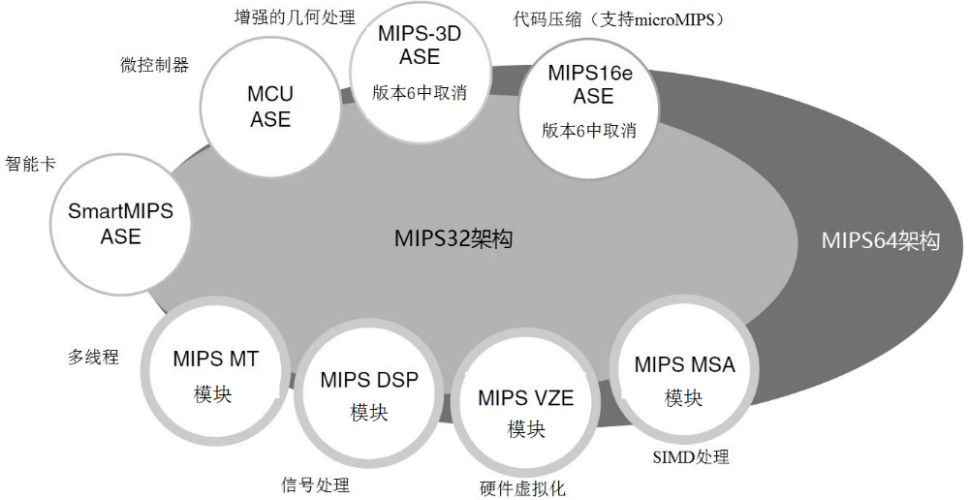 增强的几何处理
代码压缩（支持microMIPS）
微控制器
MIPS-3D
ASE
版本6中取消
MIPS16e
ASE
版本6中取消
MCU
ASE
智能卡
SmartMIPS
ASE
MIPS32架构
MIPS64架构
多线程
MIPS MT
模块
MIPS DSP
模块
MIPS VZE
模块
MIPS MSA
模块
信号处理
硬件虚拟化
SIMD处理